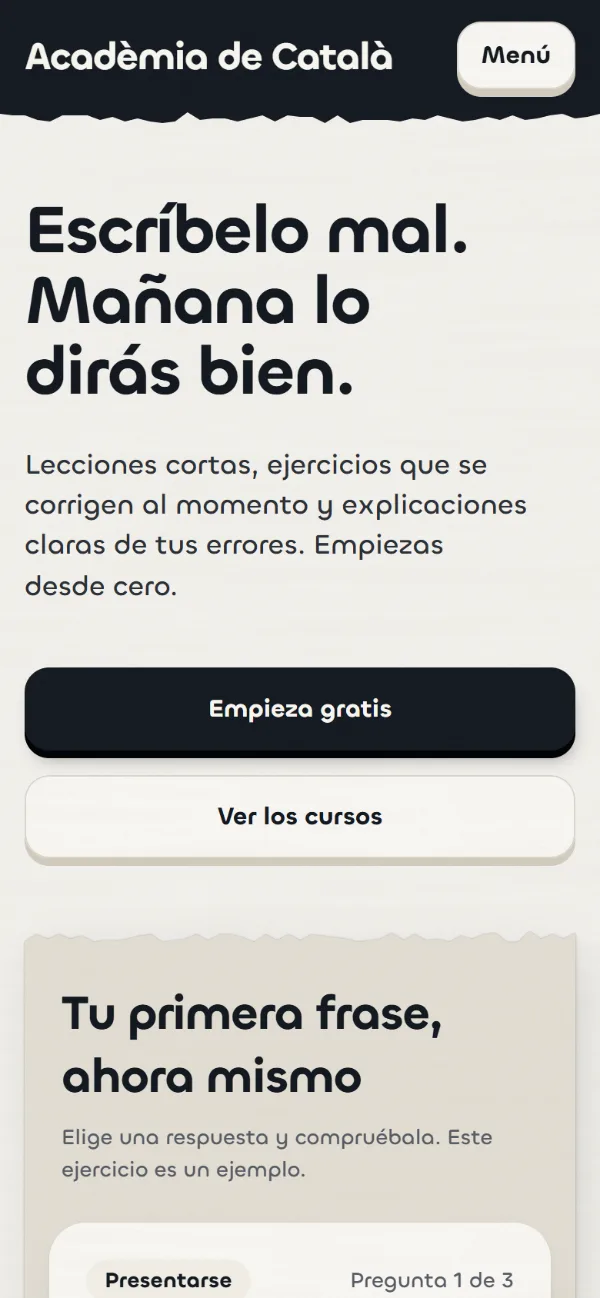 Acadèmia de Català
Menú
Escríbelo mal.
Mañana lo
dirás bien.
Lecciones cortas, ejercicios que se
corrigen al momento y explicaciones
claras de tus errores. Empiezas
desde cero.
Empieza gratis
Ver los cursos
Tu primera frase,
ahora mismo
Elige una respuesta y compruébala. Este
ejercicio es un ejemplo.
Presentarse
Pregunta 1 de 3